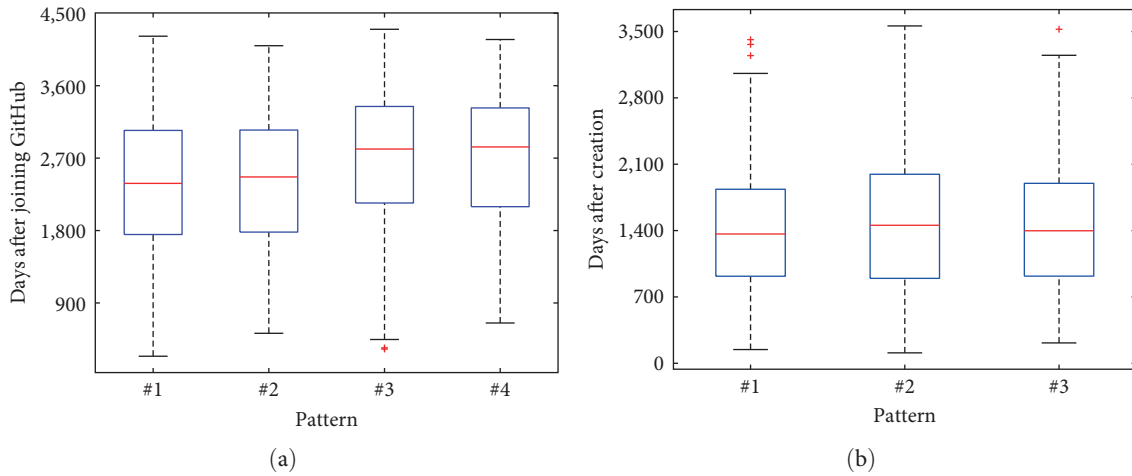 4,500
3,600
2,700
1,800
900
Days after joining GitHub
#1 #2 #3 #4
Pattern
(a)
3,500
2,800
2,100
1,400
700
0
Days after creation
#1 #2 #3
Pattern
(b)